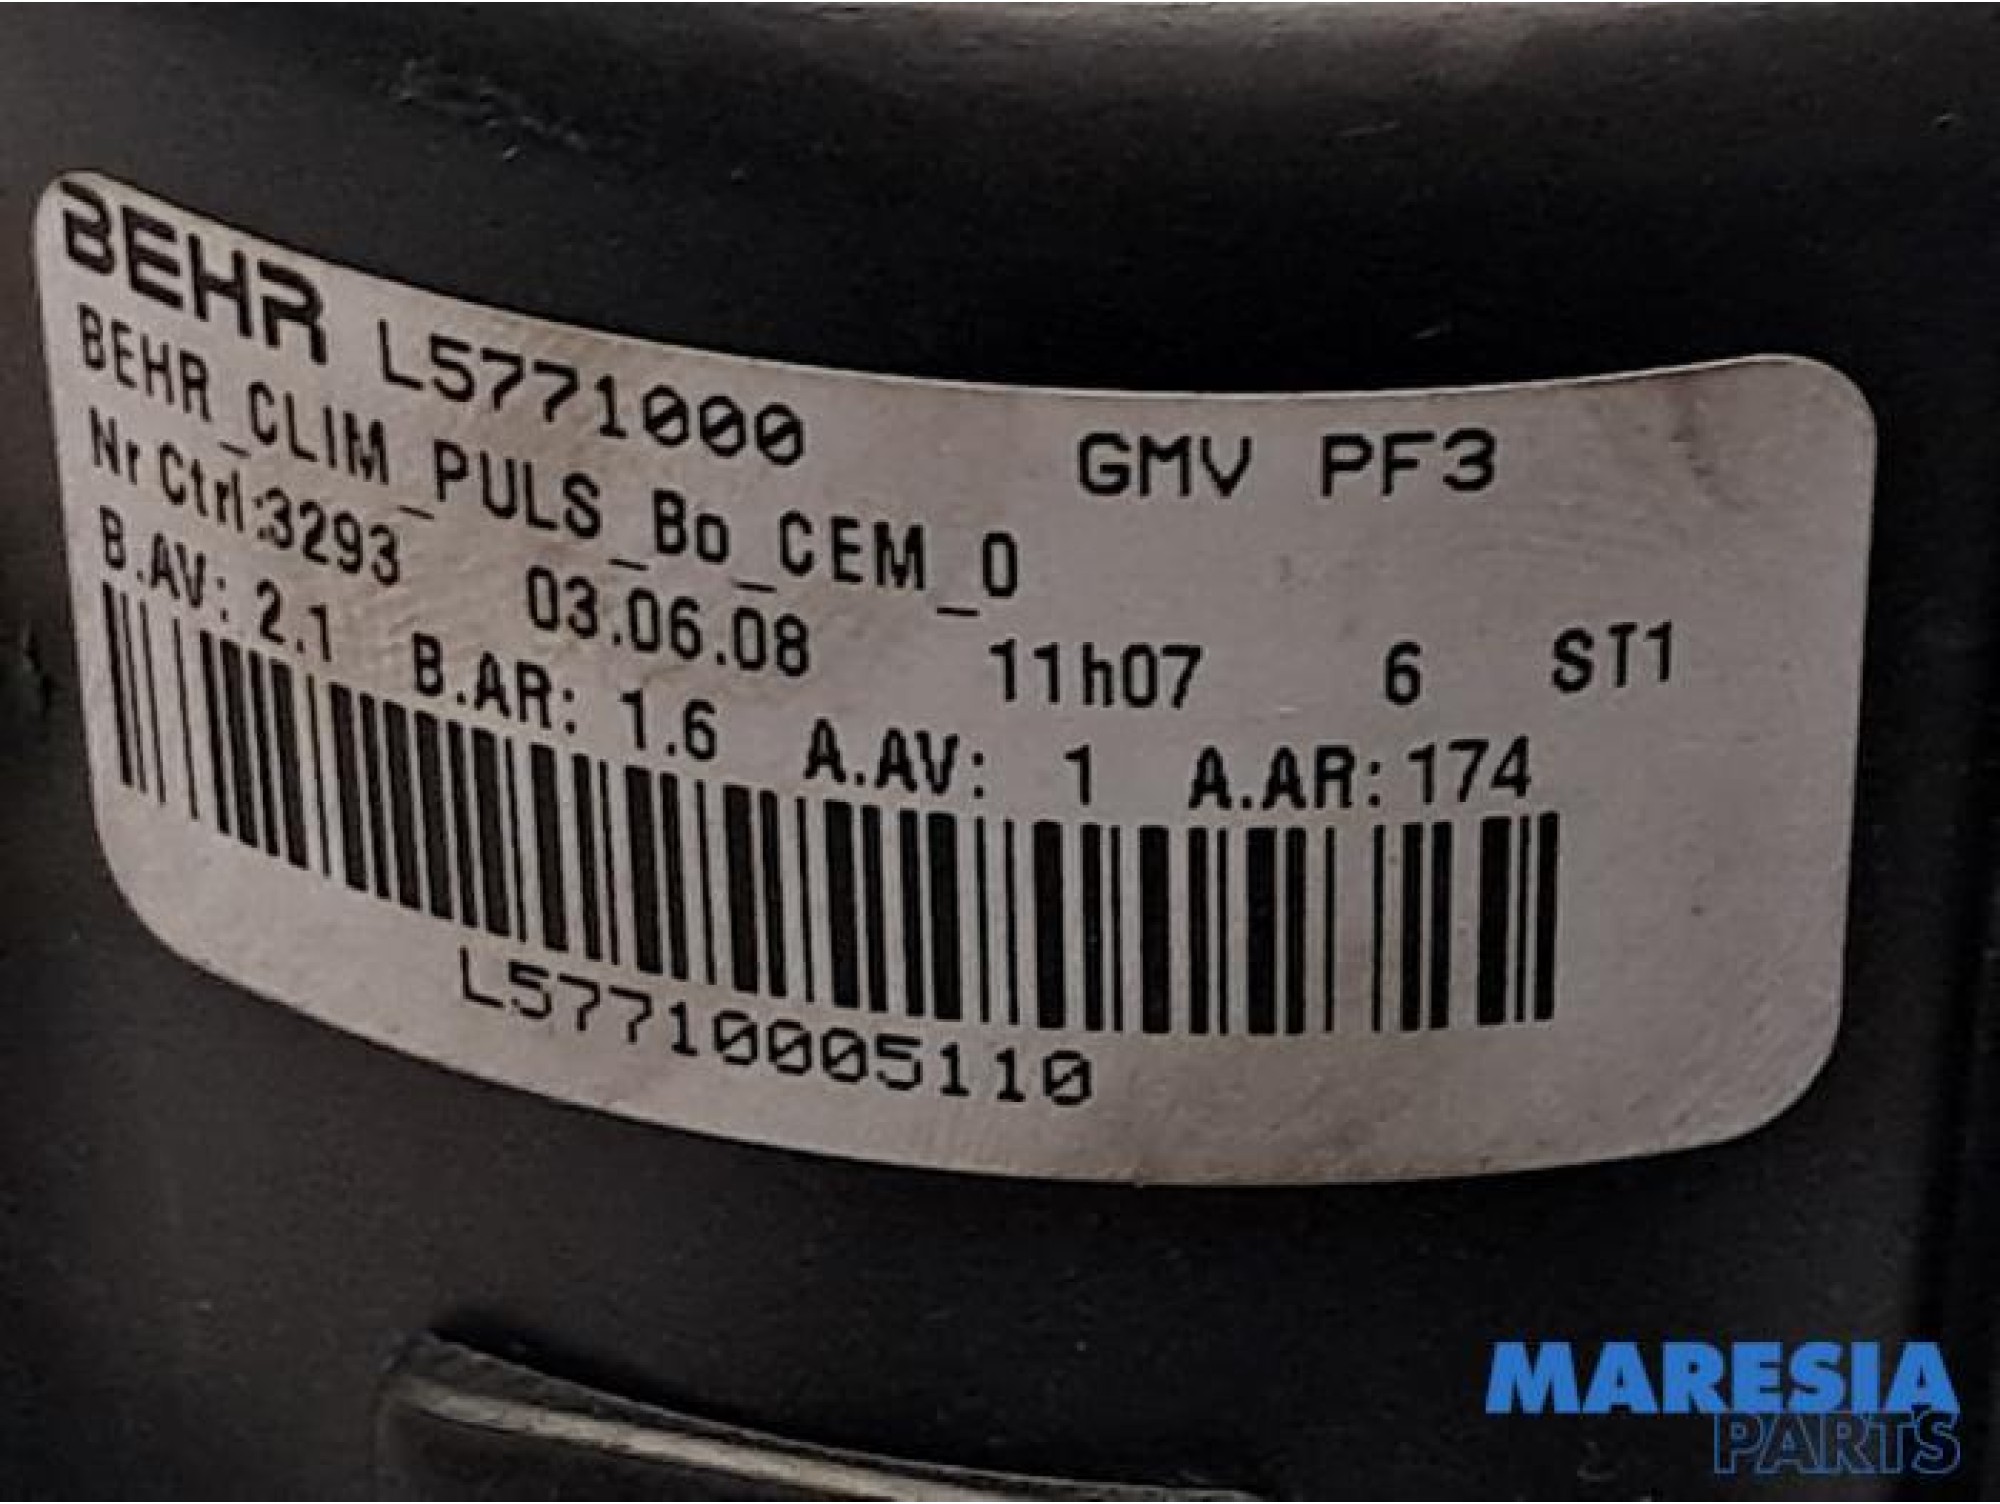 BEHR L5771000 GMV PF3
BEHR_CLIM_PULS_Bo_CEM_0
Nr Ctrl:3293 03.06.08 11h07 6 ST1
B.AV: 2.1 B.AR: 1.6 A.AV: 1 A.AR: 174
L57710005110
MARESIA
PARTS